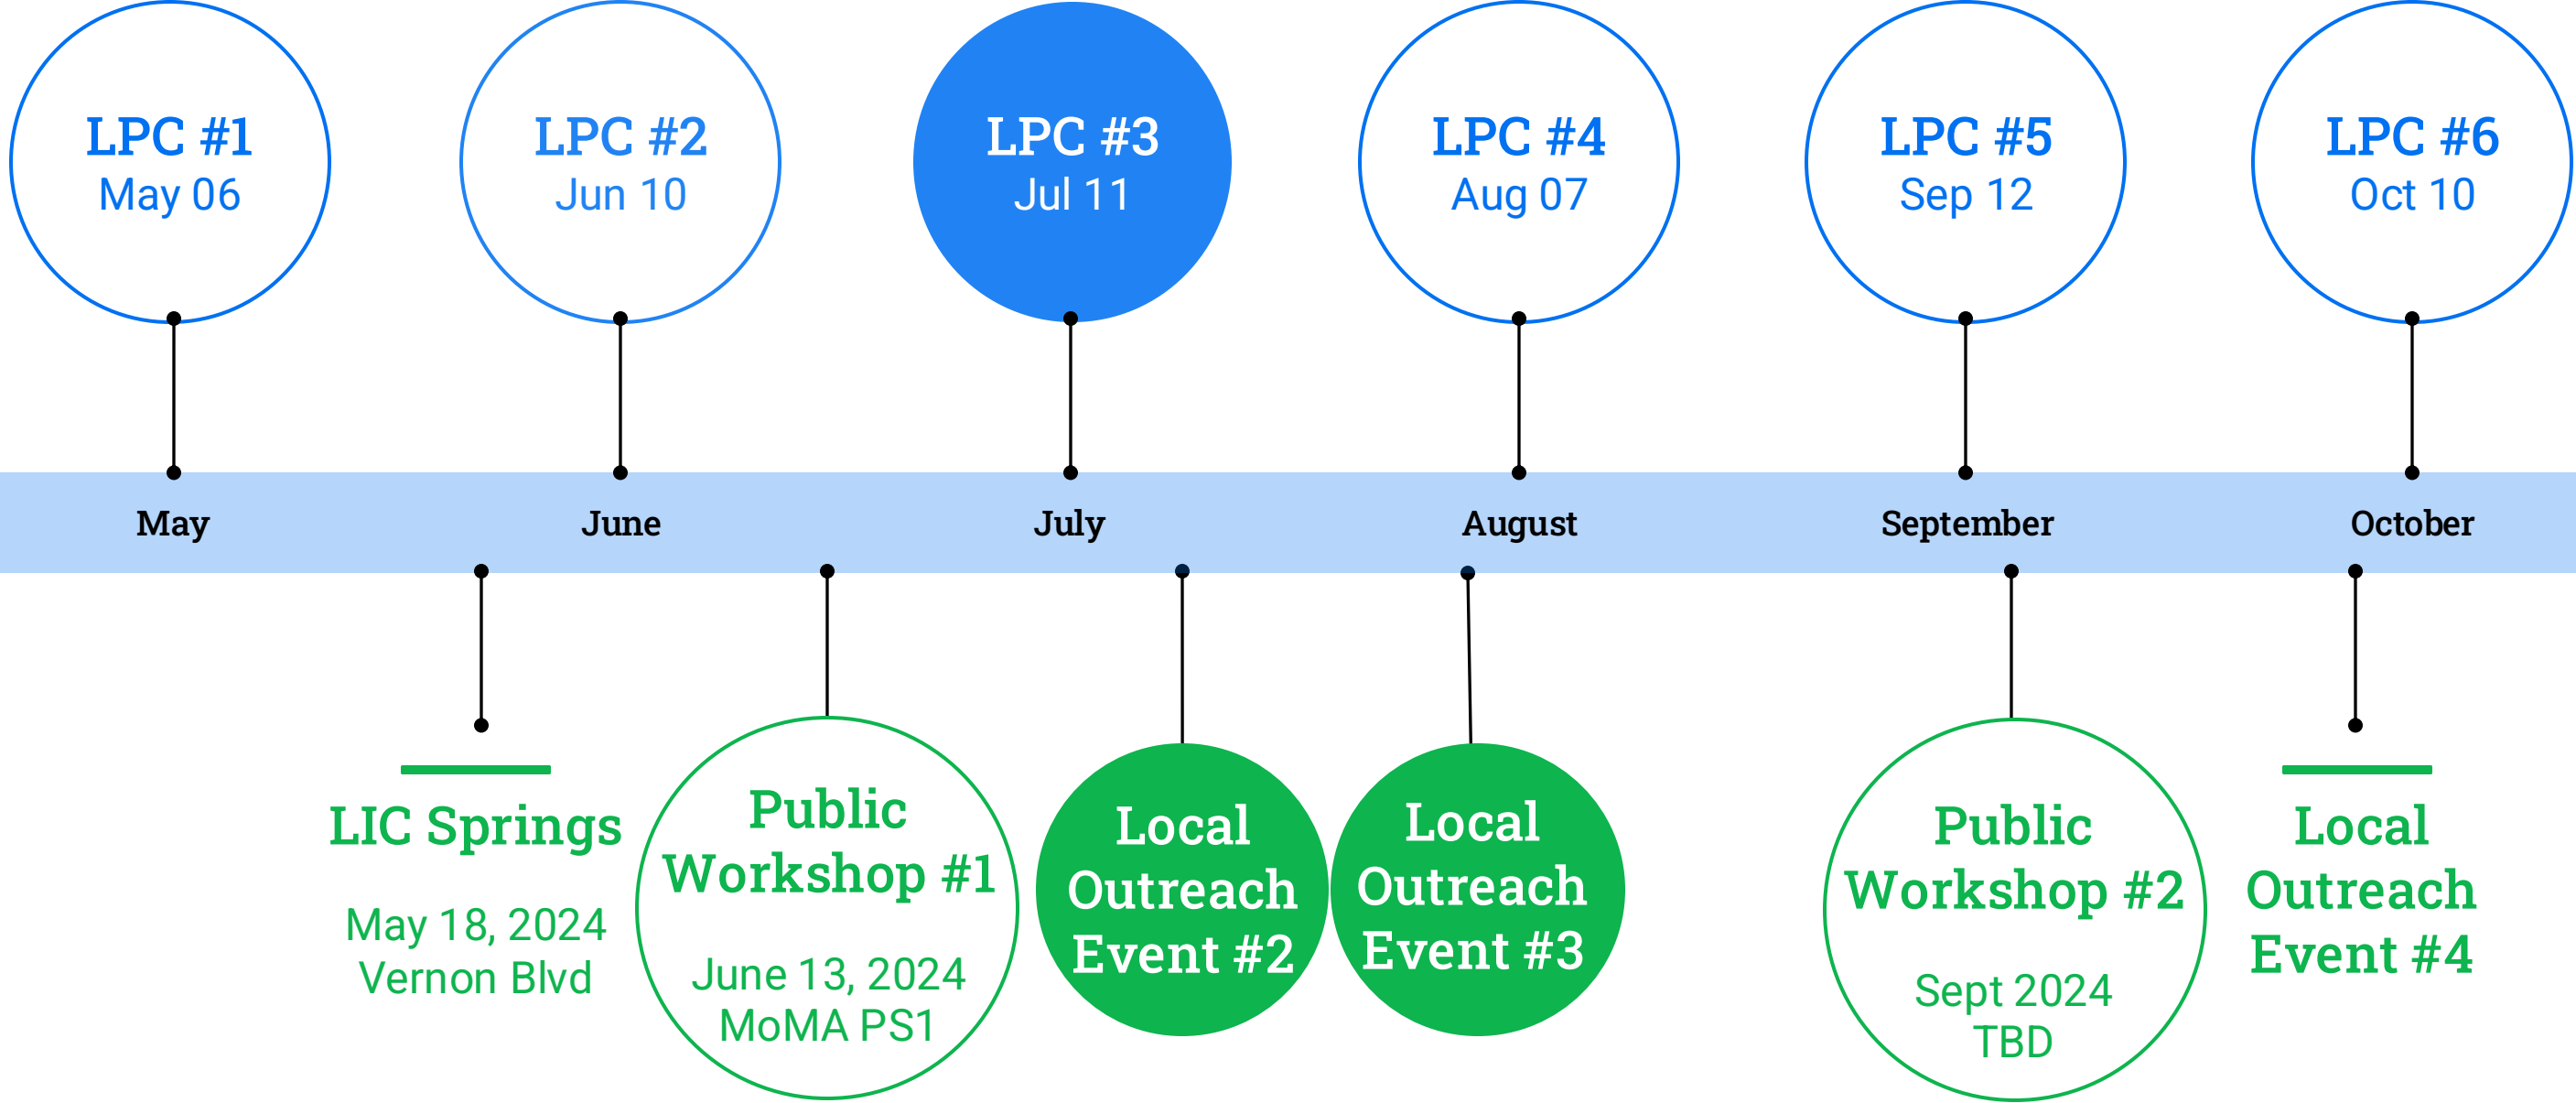 LPC #1
May 06
LPC #2
Jun 10
LPC #3
Jul 11
LPC #4
Aug 07
LPC #5
Sep 12
LPC #6
Oct 10
May
June
July
August
September
October
LIC Springs
May 18, 2024
Vernon Blvd
Public
Workshop #1
June 13, 2024
MoMA PS1
Local
Outreach
Event #2
Local
Outreach
Event #3
Public
Workshop #2
Sept 2024
TBD
Local
Outreach
Event #4